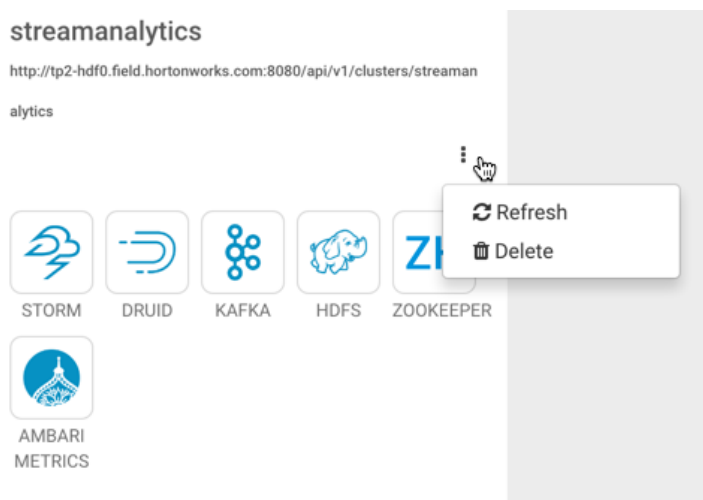 streamanalytics
http://tp2-hdf0.field.hortonworks.com:8080/api/v1/clusters/streaman
alytics
Refresh
Delete
STORM
DRUID
KAFKA
HDFS
ZOOKEEPER
AMBARI
METRICS